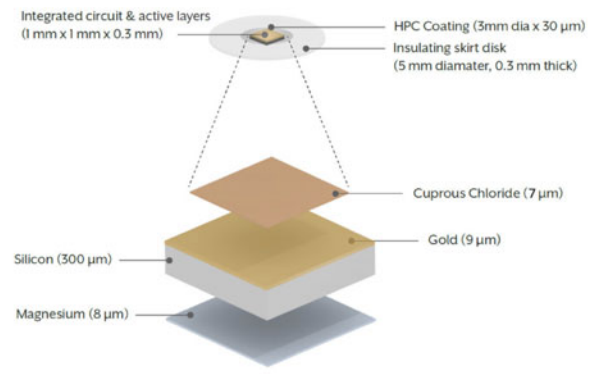 Integrated circuit & active layers
(1 mm x 1 mm x 0.3 mm)
HPC Coating (3mm dia x 30 µm)
Insulating skirt disk
(5 mm diamater, 0.3 mm thick)
Cuprous Chloride (7 µm)
Gold (9 µm)
Silicon (300 µm)
Magnesium (8 µm)